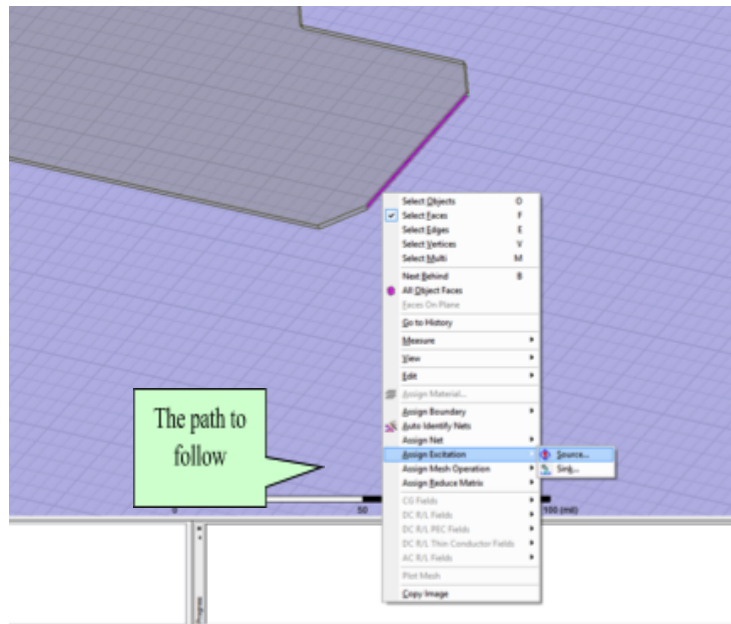 Select Objects O
Select Faces F
Select Edges E
Select Vertices V
Select Multi M
Next Behind B
All Object Faces
Faces On Plane
Go to History
Measure
View
Edit
Assign Material...
Assign Boundary
Auto Identify Nets
Assign Net
Assign Excitation
Source...
Assign Mesh Operation
Sink...
Assign Reduce Matrix
CG Fields
DC R/L Fields
DC R/L PEC Fields
DC R/L Thin Conductor Fields
AC R/L Fields
Plot Mesh
Copy Image
The path to
follow
0 50 100 (mil)
Progress